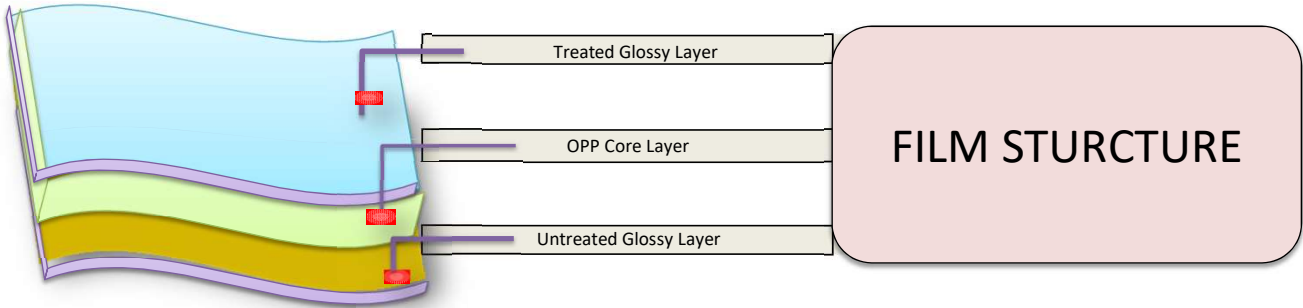 Treated Glossy Layer
OPP Core Layer
FILM STURCTURE
Untreated Glossy Layer